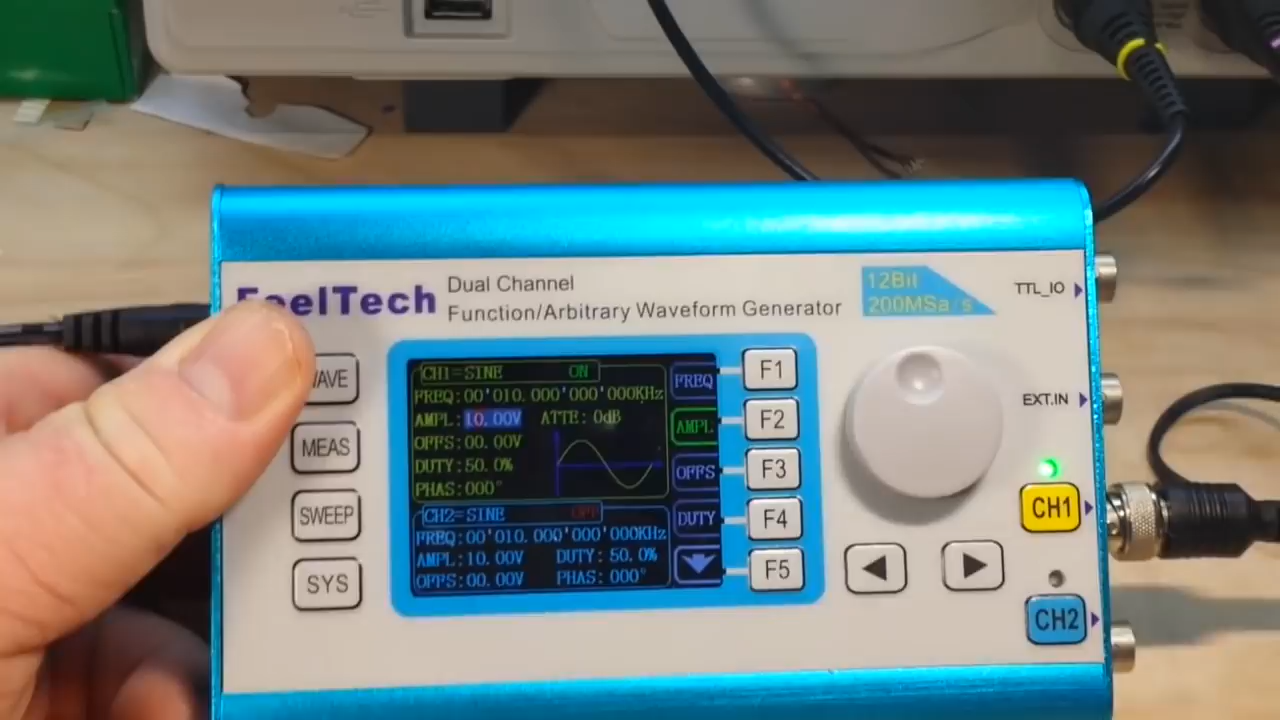 FeelTech
Dual Channel
Function/Arbitrary Waveform Generator
12Bit
200MSa/s
TTL_IO
EXT.IN
WAVE
MEAS
SWEEP
SYS
CH1=SINE ON
FREQ:00'010.000'000'000KHz
AMPL:10.00V ATTE:0dB
OFFS:00.00V
DUTY:50.0%
PHAS:000°
CH2=SINE OFF
FREQ:00'010.000'000'000KHz
AMPL:10.00V DUTY:50.0%
OFFS:00.00V PHAS:000°
FREQ
AMPL
OFFS
DUTY
F1
F2
F3
F4
F5
CH1
CH2